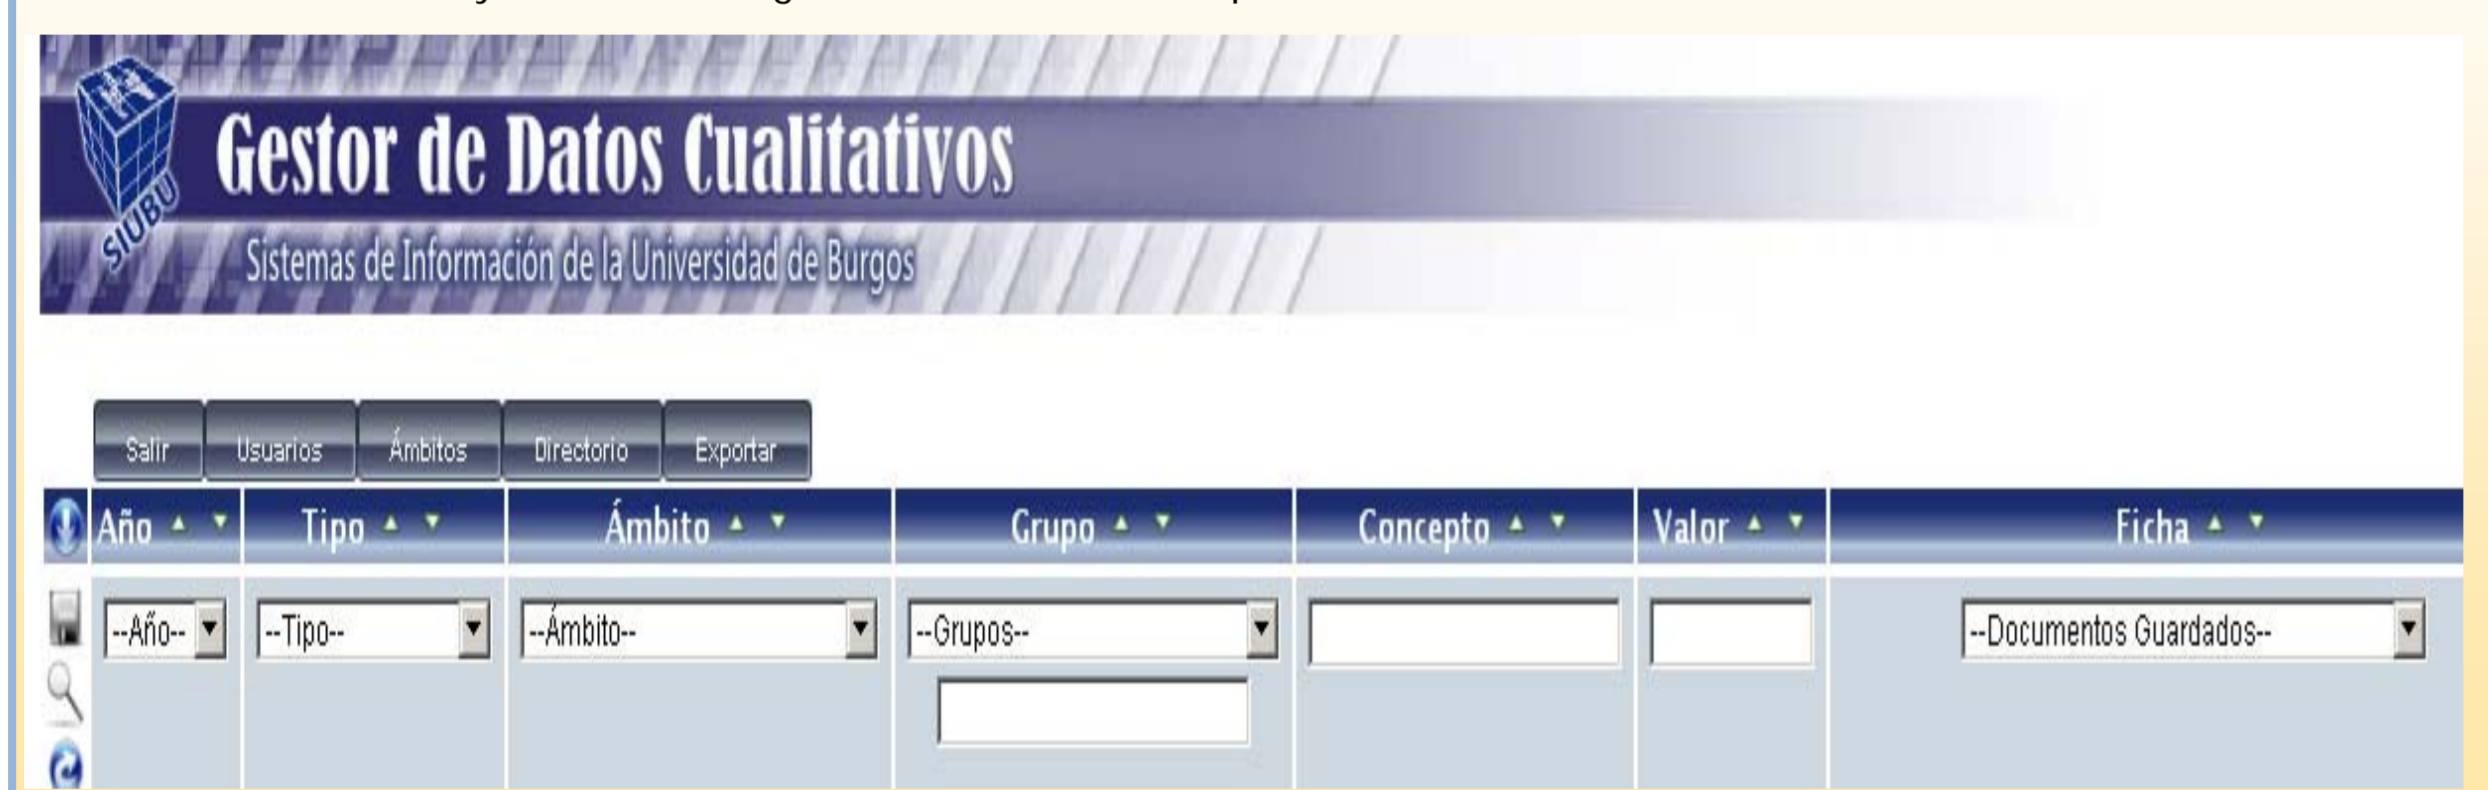 Gestor de Datos Cualitativos
SIUBU
Sistemas de Información de la Universidad de Burgos
Salir Usuarios Ámbitos Directorio Exportar
Año Tipo Ámbito Grupo Concepto Valor Ficha
--Año-- --Tipo-- --Ámbito-- --Grupos-- --Documentos Guardados--